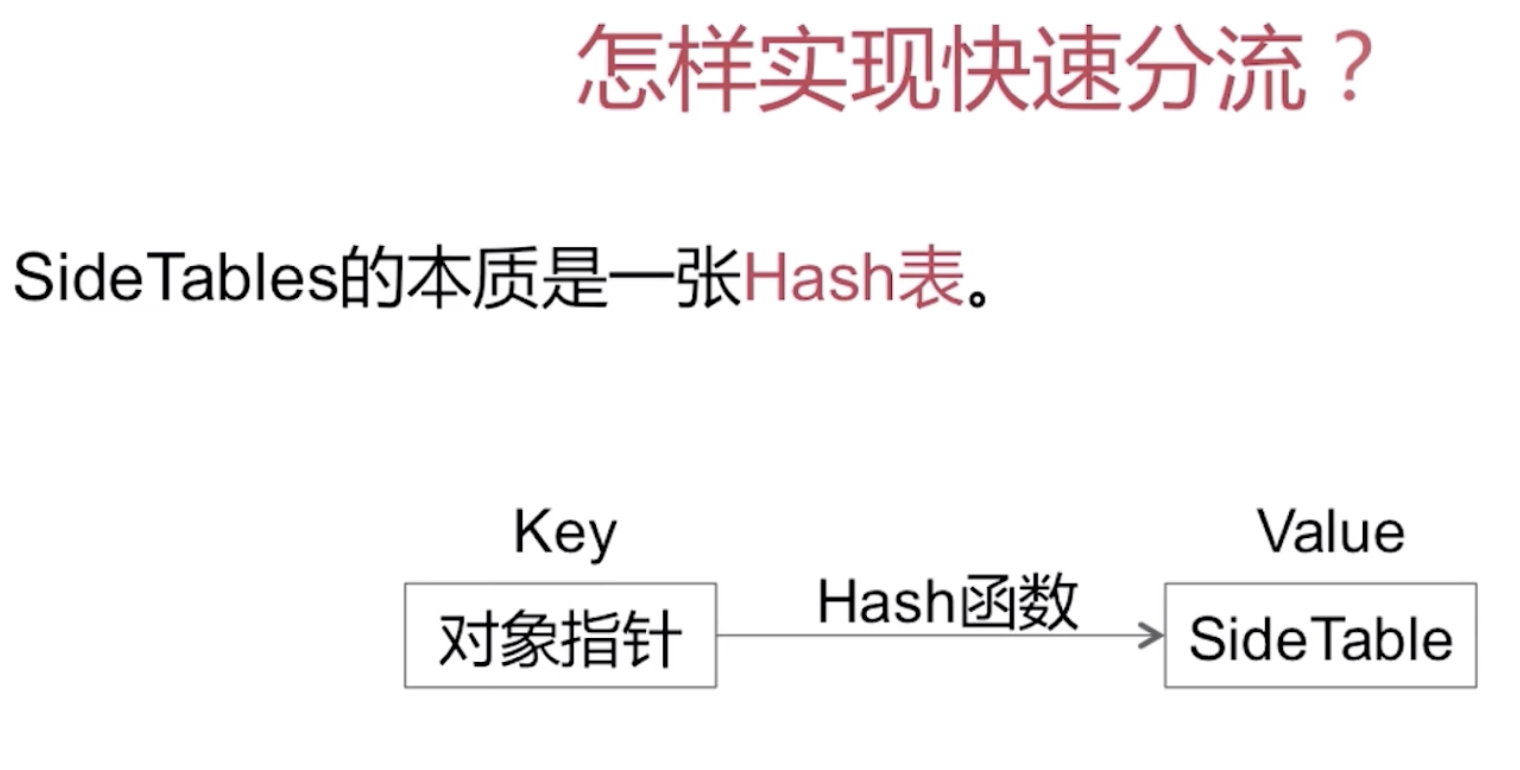 怎样实现快速分流？
SideTables的本质是一张Hash表。
Key
Value
Hash函数
对象指针
SideTable